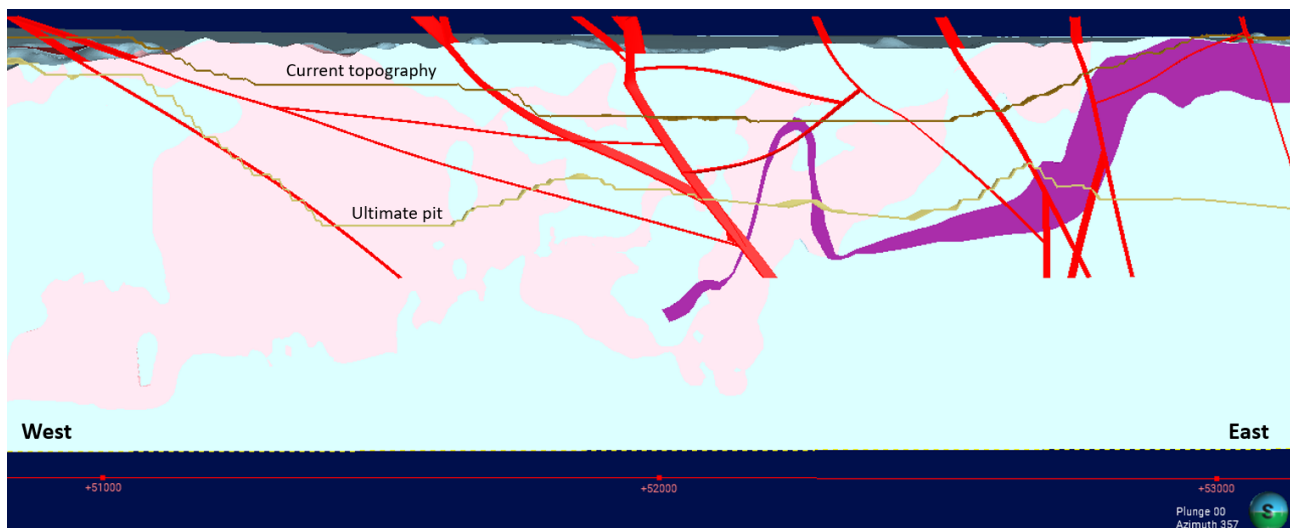 Current topography
Ultimate pit
West
East
+51000
+52000
+53000
Plunge 00
Azimuth 357
S